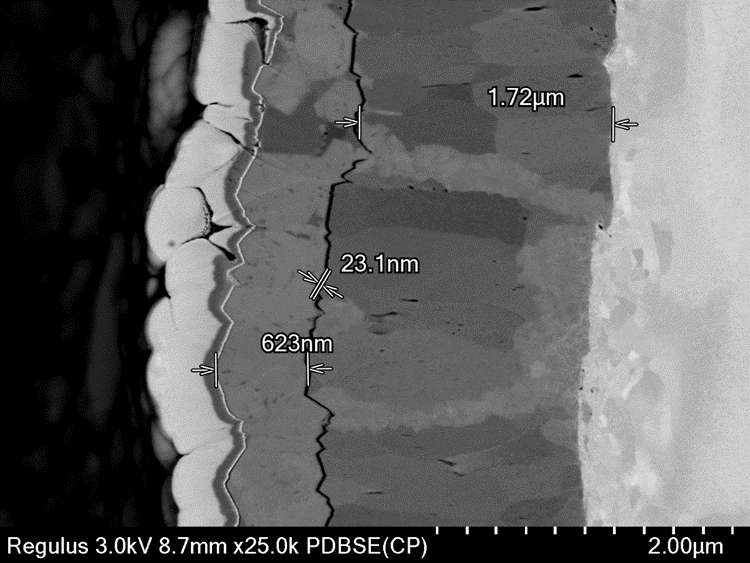 1.72µm
23.1nm
623nm
Regulus 3.0kV 8.7mm x25.0k PDBSE(CP) 2.00µm